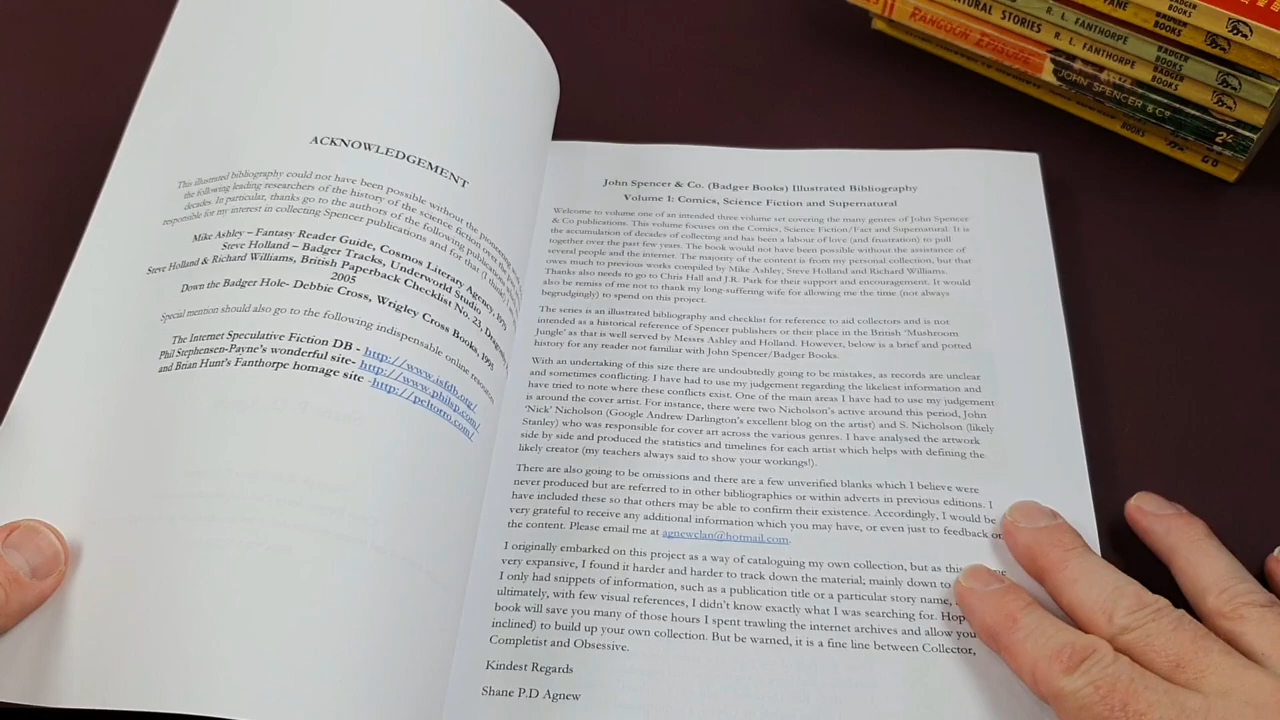 ACKNOWLEDGEMENT
This illustrated bibliography could not have been possible without the pioneering
the following leading researchers of the history of the science fiction
decades. In particular, thanks go to the authors of the following
responsible for my interest in collecting Spencer publications and for that (I think)
Mike Ashley – Fantasy Reader Guide, Cosmos Literary Agency, 1979
Steve Holland – Badger Tracks, Underworld Studio
Steve Holland & Richard Williams, British Paperback Checklist No. 23,
2005
Down the Badger Hole- Debbie Cross, Wrigley Cross Books, 1995
Special mention should also go to the following indispensable online resources
The Internet Speculative Fiction DB - http://www.isfdb.org/
Phil Stephensen-Payne's wonderful site- http://www.philsp.com/
and Brian Hunt's Fanthorpe homage site -http://peltorro.com/
John Spencer & Co. (Badger Books) Illustrated Bibliography
Volume 1: Comics, Science Fiction and Supernatural
Welcome to volume one of an intended three volume set covering the many genres of John Spencer
& Co publications. This volume focuses on the Comics, Science Fiction/Fact and Supernatural. It is
the accumulation of decades of collecting and has been a labour of love (and frustration) to pull
together over the past few years. The book would not have been possible without the assistance of
several people and the internet. The majority of the content is from my personal collection, but that
owes much to previous works compiled by Mike Ashley, Steve Holland and Richard Williams.
Thanks also needs to go to Chris Hall and J.R. Park for their support and encouragement. It would
also be remiss of me not to thank my long-suffering wife for allowing me the time (not always
begrudgingly) to spend on this project.
The series is an illustrated bibliography and checklist for reference to aid collectors and is not
intended as a historical reference of Spencer publishers or their place in the British 'Mushroom
Jungle' as that is well served by Messrs Ashley and Holland. However, below is a brief and potted
history for any reader not familiar with John Spencer/Badger Books.
With an undertaking of this size there are undoubtedly going to be mistakes, as records are unclear
and sometimes conflicting. I have had to use my judgement regarding the likeliest information and
have tried to note where these conflicts exist. One of the main areas I have had to use my judgement
is around the cover artist. For instance, there were two Nicholson's active around this period, John
'Nick' Nicholson (Google Andrew Darlington's excellent blog on the artist) and S. Nicholson (likely
Stanley) who was responsible for cover art across the various genres. I have analysed the artwork
side by side and produced the statistics and timelines for each artist which helps with defining the
likely creator (my teachers always said to show your workings!).
There are also going to be omissions and there are a few unverified blanks which I believe were
never produced but are referred to in other bibliographies or within adverts in previous editions. I
have included these so that others may be able to confirm their existence. Accordingly, I would be
very grateful to receive any additional information which you may have, or even just to feedback on
the content. Please email me at agnewclan@hotmail.com.
I originally embarked on this project as a way of cataloguing my own collection, but as this
very expansive, I found it harder and harder to track down the material; mainly down to
I only had snippets of information, such as a publication title or a particular story name,
ultimately, with few visual references, I didn't know exactly what I was searching for.
book will save you many of those hours I spent trawling the internet archives and allow you
inclined) to build up your own collection. But be warned, it is a fine line between Collector,
Completist and Obsessive.
Kindest Regards
Shane P.D Agnew
BADGER BOOKS
BADGER BOOKS
R. L. FANTHORPE BADGER BOOKS
STORIES R. L. FANTHORPE BADGER BOOKS
RANGOON EPISODE JOHN SPENCER & Co 2/-
BOOKS